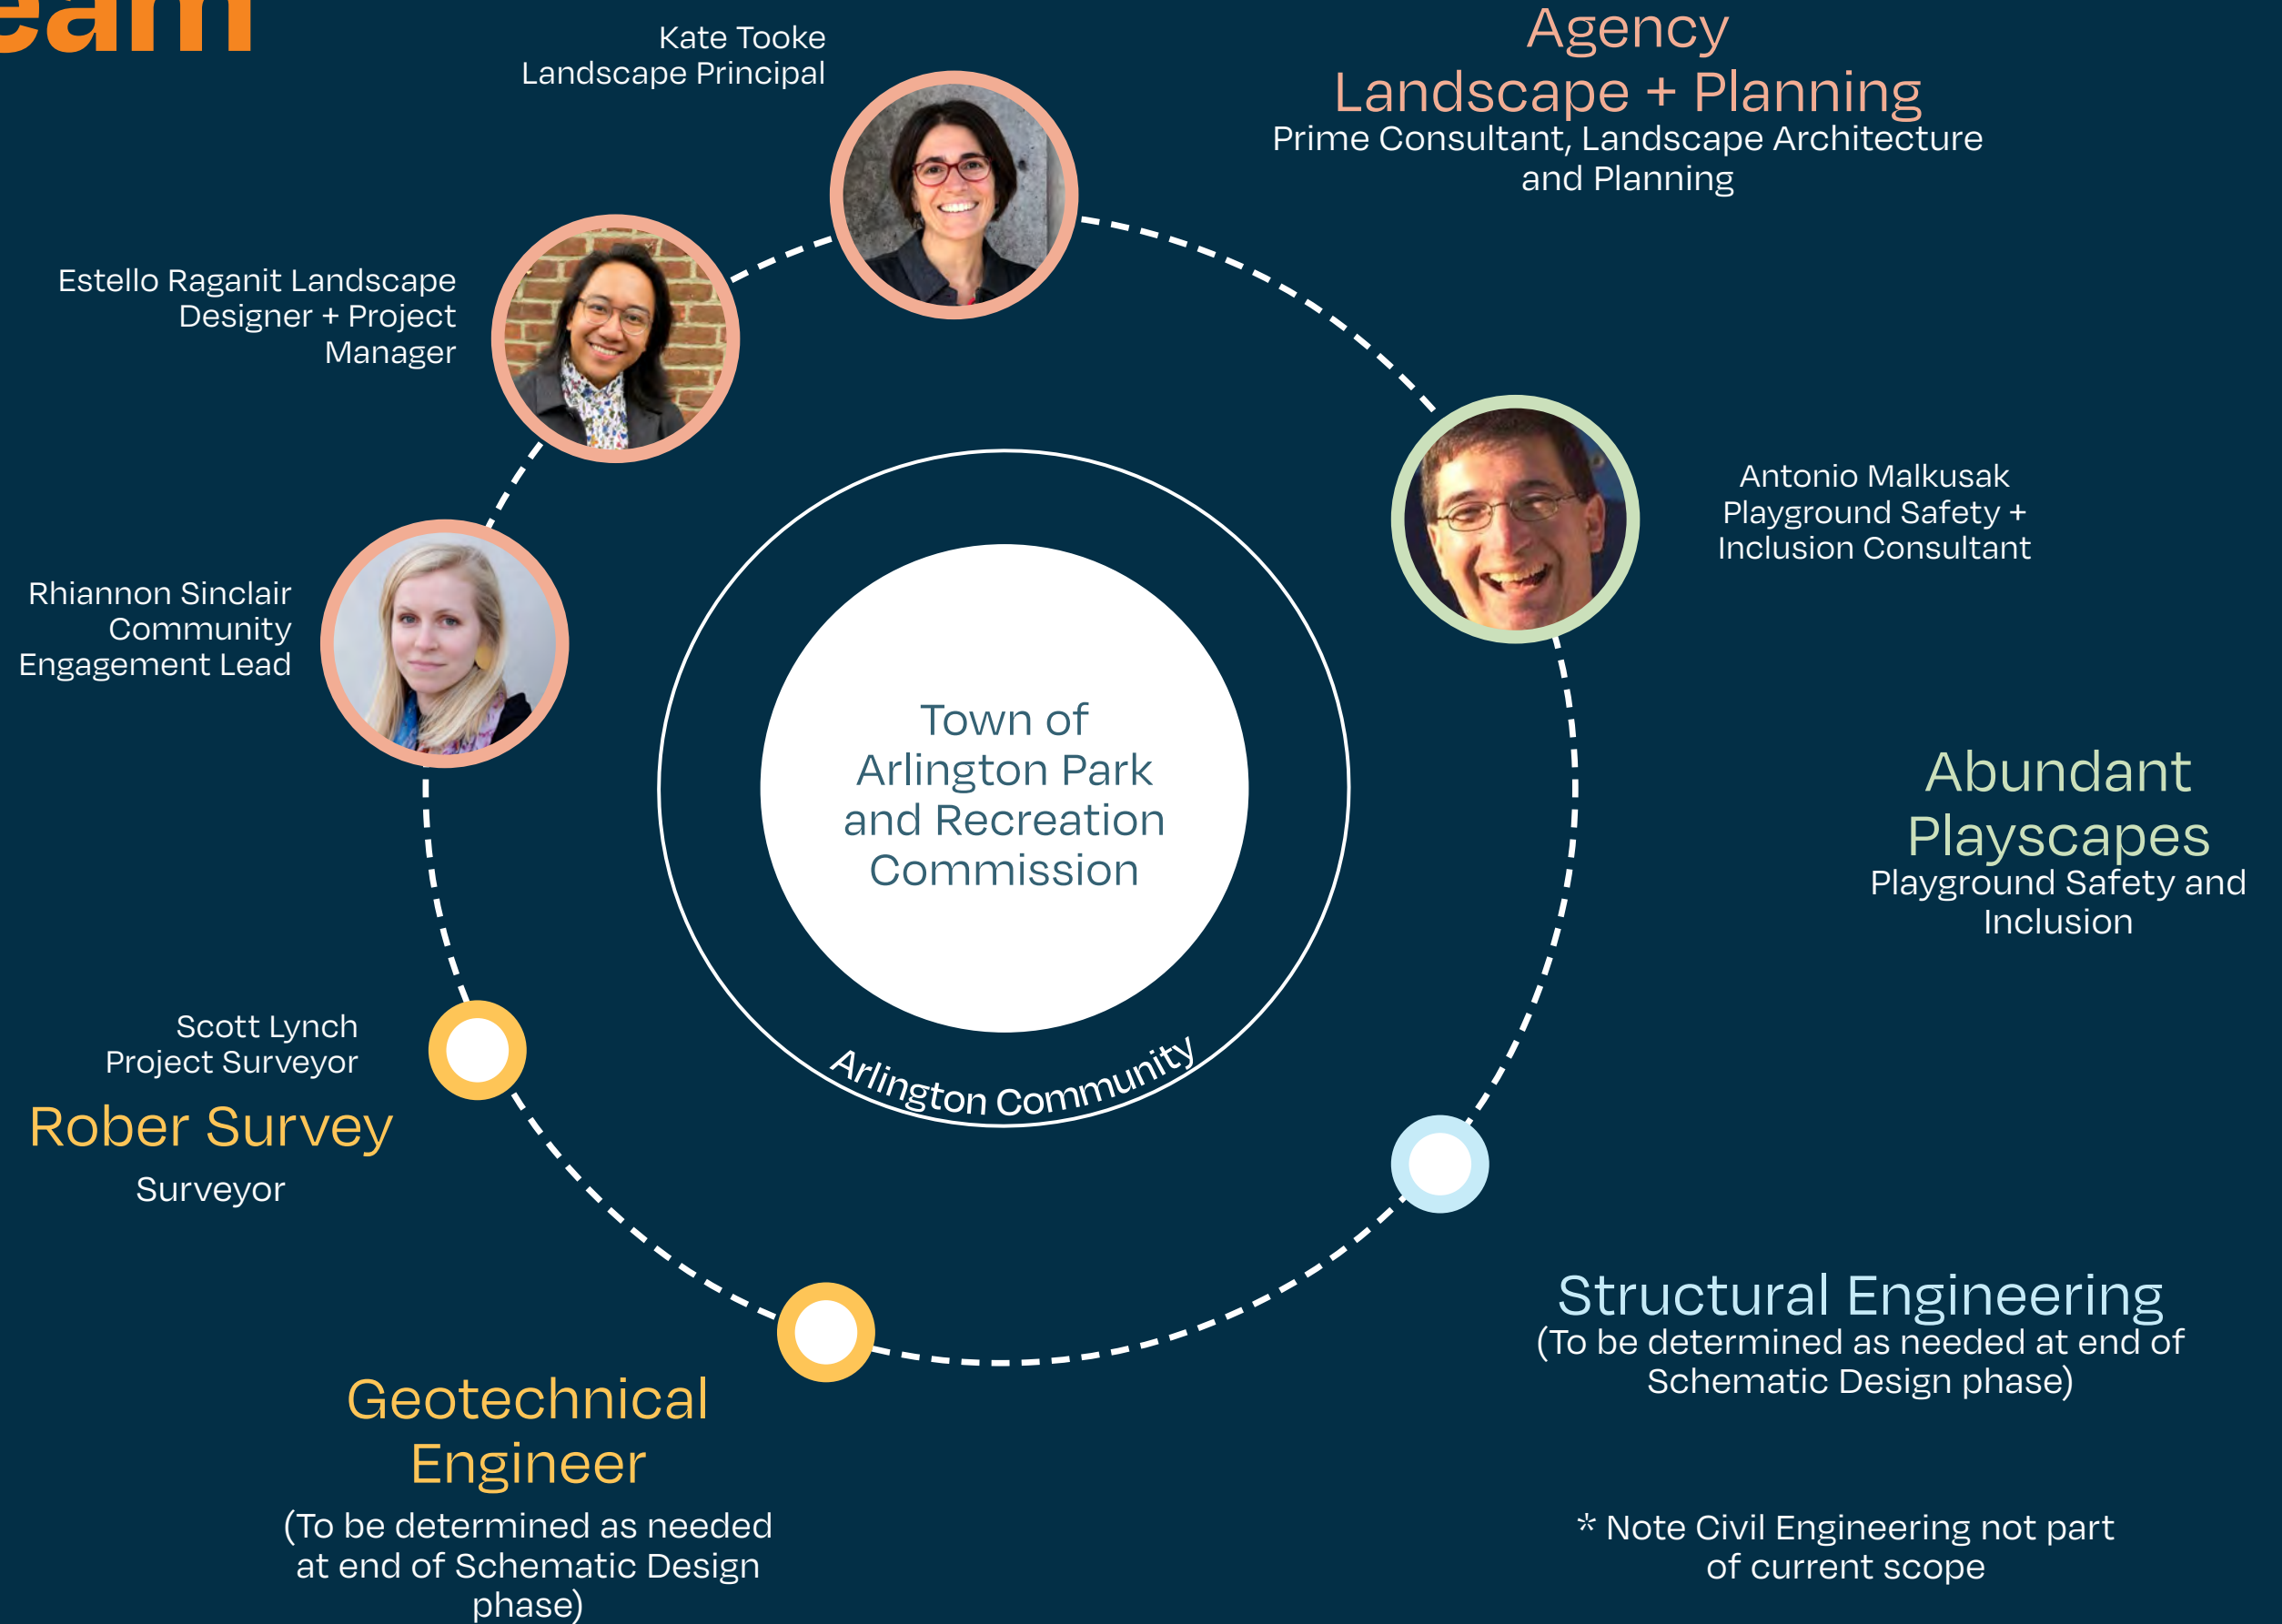 Kate Tooke
Landscape Principal
Agency
Landscape + Planning
Prime Consultant, Landscape Architecture
and Planning
Estello Raganit Landscape
Designer + Project
Manager
Antonio Malkusak
Playground Safety +
Inclusion Consultant
Rhiannon Sinclair
Community
Engagement Lead
Town of
Arlington Park
and Recreation
Commission
Arlington Community
Abundant
Playscapes
Playground Safety and
Inclusion
Scott Lynch
Project Surveyor
Rober Survey
Surveyor
Structural Engineering
(To be determined as needed at end of
Schematic Design phase)
Geotechnical
Engineer
(To be determined as needed
at end of Schematic Design
phase)
* Note Civil Engineering not part
of current scope